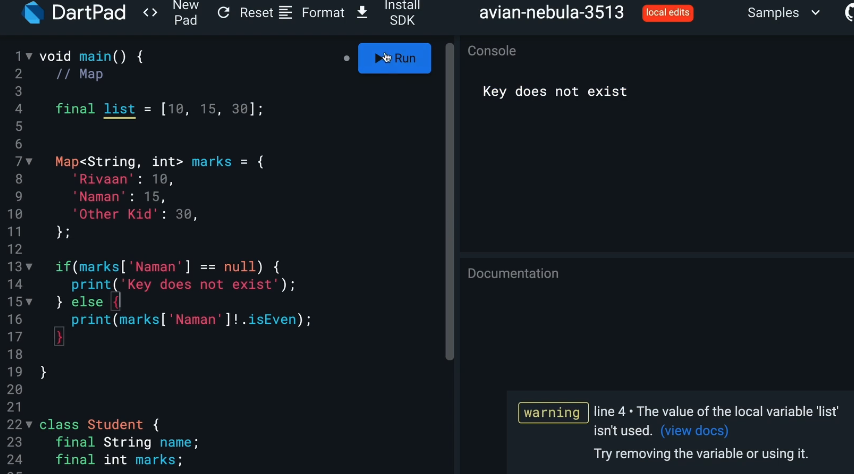 DartPad <> New Pad Reset Format Install SDK avian-nebula-3513 local edits Samples
Run
1 void main() {
2 // Map
3
4 final list = [10, 15, 30];
5
6
7 Map<String, int> marks = {
8 'Rivaan': 10,
9 'Naman': 15,
10 'Other Kid': 30,
11 };
12
13 if(marks['Naman'] == null) {
14 print('Key does not exist');
15 } else {
16 print(marks['Naman']!.isEven);
17 }
18
19 }
20
21
22 class Student {
23 final String name;
24 final int marks;
Console
Key does not exist
Documentation
warning line 4 • The value of the local variable 'list'
isn't used. (view docs)
Try removing the variable or using it.